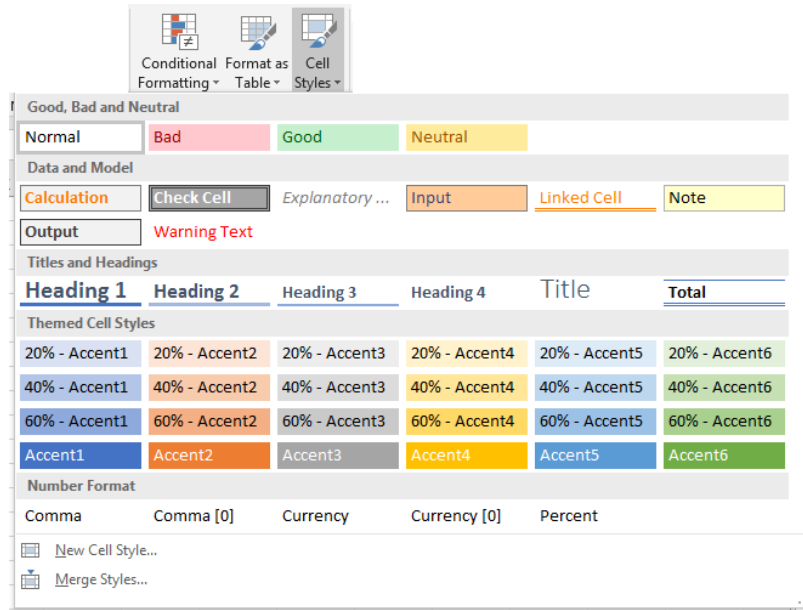 Conditional Format as Cell
Formatting Table Styles
Good, Bad and Neutral
Normal Bad Good Neutral
Data and Model
Calculation Check Cell Explanatory ... Input Linked Cell Note
Output Warning Text
Titles and Headings
Heading 1 Heading 2 Heading 3 Heading 4 Title Total
Themed Cell Styles
20% - Accent1 20% - Accent2 20% - Accent3 20% - Accent4 20% - Accent5 20% - Accent6
40% - Accent1 40% - Accent2 40% - Accent3 40% - Accent4 40% - Accent5 40% - Accent6
60% - Accent1 60% - Accent2 60% - Accent3 60% - Accent4 60% - Accent5 60% - Accent6
Accent1 Accent2 Accent3 Accent4 Accent5 Accent6
Number Format
Comma Comma [0] Currency Currency [0] Percent
New Cell Style...
Merge Styles...